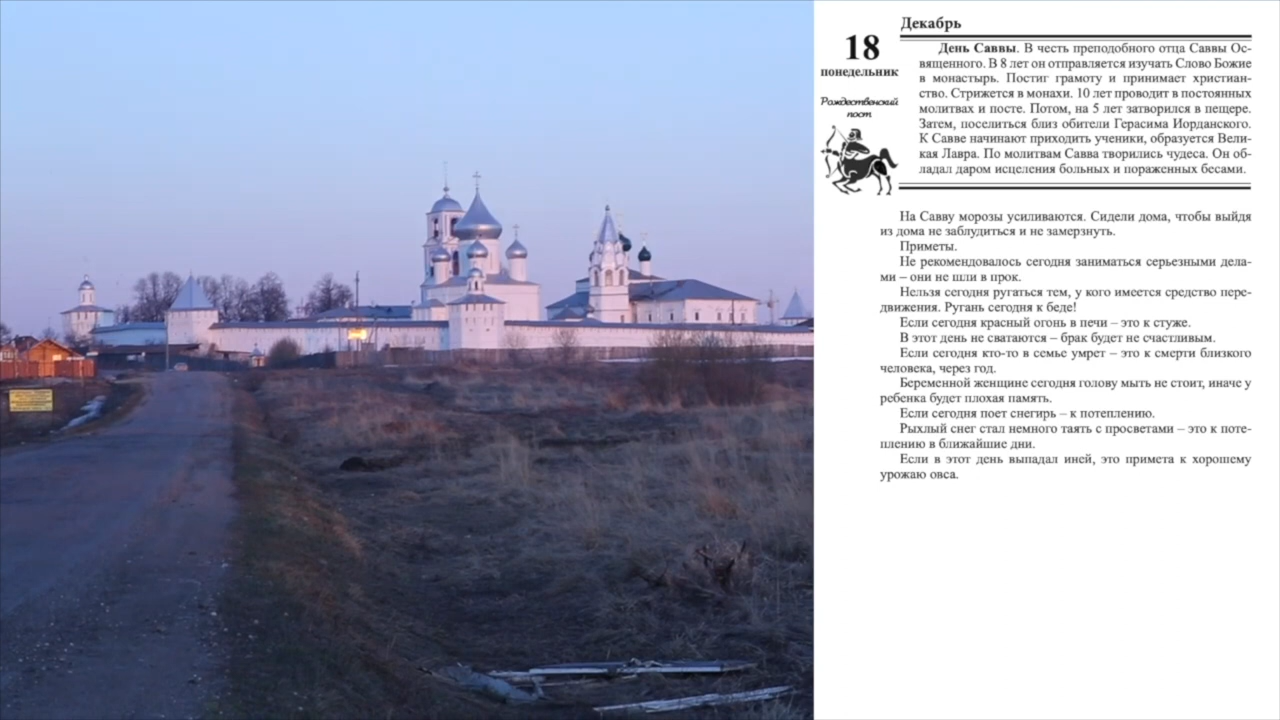 Декабрь
18
понедельник
Рождественский
пост
День Саввы. В честь преподобного отца Саввы Ос-
вященного. В 8 лет он отправляется изучать Слово Божие
в монастырь. Постиг грамоту и принимает христиан-
ство. Стрижется в монахи. 10 лет проводит в постоянных
молитвах и посте. Потом, на 5 лет затворился в пещере.
Затем, поселиться близ обители Герасима Иорданского.
К Савве начинают приходить ученики, образуется Вели-
кая Лавра. По молитвам Савва творились чудеса. Он об-
ладал даром исцеления больных и пораженных бесами.
На Савву морозы усиливаются. Сидели дома, чтобы выйдя
из дома не заблудиться и не замерзнуть.
Приметы.
Не рекомендовалось сегодня заниматься серьезными дела-
ми – они не шли в прок.
Нельзя сегодня ругаться тем, у кого имеется средство пере-
движения. Ругань сегодня к беде!
Если сегодня красный огонь в печи – это к стуже.
В этот день не сватаются – брак будет не счастливым.
Если сегодня кто-то в семье умрет – это к смерти близкого
человека, через год.
Беременной женщине сегодня голову мыть не стоит, иначе у
ребенка будет плохая память.
Если сегодня поет снегирь – к потеплению.
Рыхлый снег стал немного таять с просветами – это к поте-
плению в ближайшие дни.
Если в этот день выпадал иней, это примета к хорошему
урожаю овса.